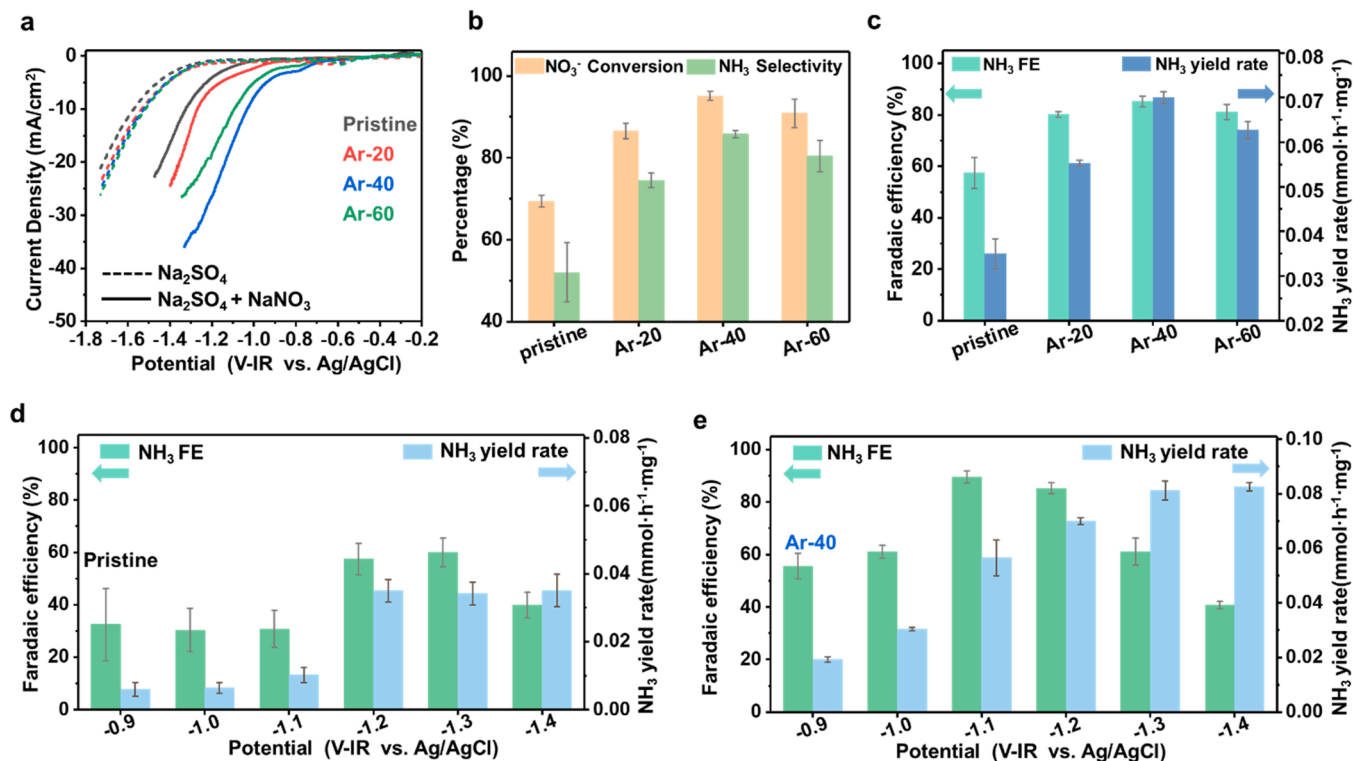 a
Current Density (mA/cm²)
0
-10
-20
-30
-40
-50
Pristine
Ar-20
Ar-40
Ar-60
Na₂SO₄
Na₂SO₄ + NaNO₃
-1.8 -1.6 -1.4 -1.2 -1.0 -0.8 -0.6 -0.4 -0.2
Potential (V-IR vs. Ag/AgCl)
b
Percentage (%)
100
80
60
40
NO₃⁻ Conversion
NH₃ Selectivity
pristine Ar-20 Ar-40 Ar-60
c
Faradaic efficiency (%)
100
80
60
40
20
0
NH₃ FE
NH₃ yield rate
0.08
0.07
0.06
0.05
0.04
0.03
0.02
NH₃ yield rate(mmol·h⁻¹·mg⁻¹)
pristine Ar-20 Ar-40 Ar-60
d
Faradaic efficiency (%)
100
80
60
40
20
0
NH₃ FE
NH₃ yield rate
Pristine
0.08
0.06
0.04
0.02
0.00
NH₃ yield rate(mmol·h⁻¹·mg⁻¹)
-0.9 -1.0 -1.1 -1.2 -1.3 -1.4
Potential (V-IR vs. Ag/AgCl)
e
Faradaic efficiency (%)
100
80
60
40
20
0
NH₃ FE
NH₃ yield rate
Ar-40
0.10
0.08
0.06
0.04
0.02
0.00
NH₃ yield rate(mmol·h⁻¹·mg⁻¹)
-0.9 -1.0 -1.1 -1.2 -1.3 -1.4
Potential (V-IR vs. Ag/AgCl)